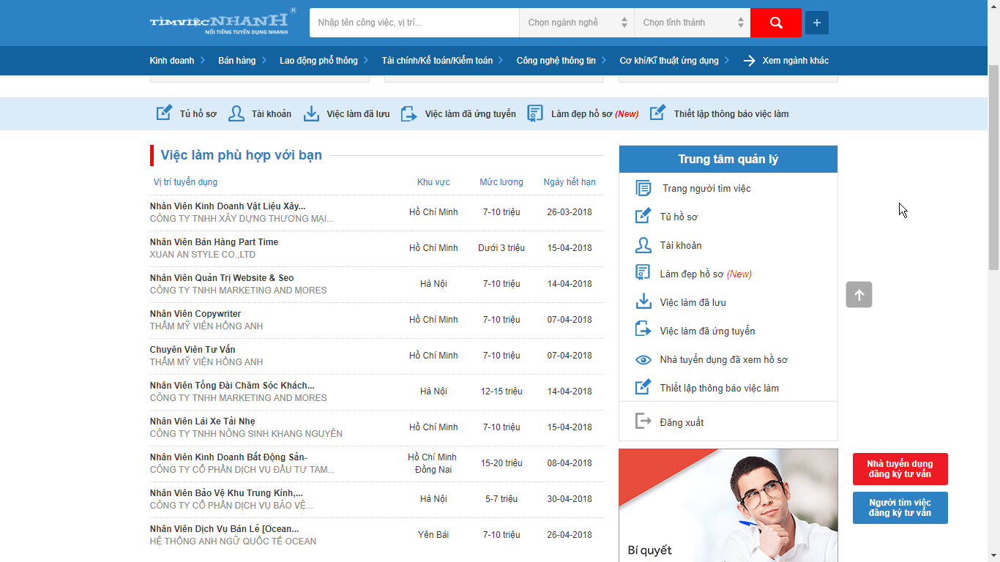 TÌMVIỆCNHANH®
NỔI TIẾNG TUYỂN DỤNG NHANH
Nhập tên công việc, vị trí...
Chọn ngành nghề
Chọn tỉnh thành
+
Kinh doanh
Bán hàng
Lao động phổ thông
Tài chính/Kế toán/Kiểm toán
Công nghệ thông tin
Cơ khí/Kĩ thuật ứng dụng
Xem ngành khác
Tủ hồ sơ
Tài khoản
Việc làm đã lưu
Việc làm đã ứng tuyển
Làm đẹp hồ sơ (New)
Thiết lập thông báo việc làm
Việc làm phù hợp với bạn
Vị trí tuyển dụng Khu vực Mức lương Ngày hết hạn
Nhân Viên Kinh Doanh Vật Liệu Xây...
CÔNG TY TNHH XÂY DỰNG THƯƠNG MẠI...
Hồ Chí Minh 7-10 triệu 26-03-2018
Nhân Viên Bán Hàng Part Time
XUAN AN STYLE CO.,LTD
Hồ Chí Minh Dưới 3 triệu 15-04-2018
Nhân Viên Quản Trị Website & Seo
CÔNG TY TNHH MARKETING AND MORES
Hà Nội 7-10 triệu 14-04-2018
Nhân Viên Copywriter
THẨM MỸ VIỆN HỒNG ANH
Hồ Chí Minh 7-10 triệu 07-04-2018
Chuyên Viên Tư Vấn
THẨM MỸ VIỆN HỒNG ANH
Hồ Chí Minh 7-10 triệu 07-04-2018
Nhân Viên Tổng Đài Chăm Sóc Khách...
CÔNG TY TNHH MARKETING AND MORES
Hà Nội 12-15 triệu 14-04-2018
Nhân Viên Lái Xe Tải Nhẹ
CÔNG TY TNHH NÔNG SINH KHANG NGUYÊN
Hồ Chí Minh 7-10 triệu 15-04-2018
Nhân Viên Kinh Doanh Bất Động Sản-
CÔNG TY CỔ PHẦN DỊCH VỤ ĐẦU TƯ TAM...
Hồ Chí Minh
Đồng Nai
15-20 triệu 08-04-2018
Nhân Viên Bảo Vệ Khu Trung Kính,...
CÔNG TY CỔ PHẦN DỊCH VỤ BẢO VỆ...
Hà Nội 5-7 triệu 30-04-2018
Nhân Viên Dịch Vụ Bán Lẻ [Ocean...
HỆ THỐNG ANH NGỮ QUỐC TẾ OCEAN
Yên Bái 7-10 triệu 26-04-2018
Trung tâm quản lý
Trang người tìm việc
Tủ hồ sơ
Tài khoản
Làm đẹp hồ sơ (New)
Việc làm đã lưu
Việc làm đã ứng tuyển
Nhà tuyển dụng đã xem hồ sơ
Thiết lập thông báo việc làm
Đăng xuất
Bí quyết
Nhà tuyển dụng
đăng ký tư vấn
Người tìm việc
đăng ký tư vấn